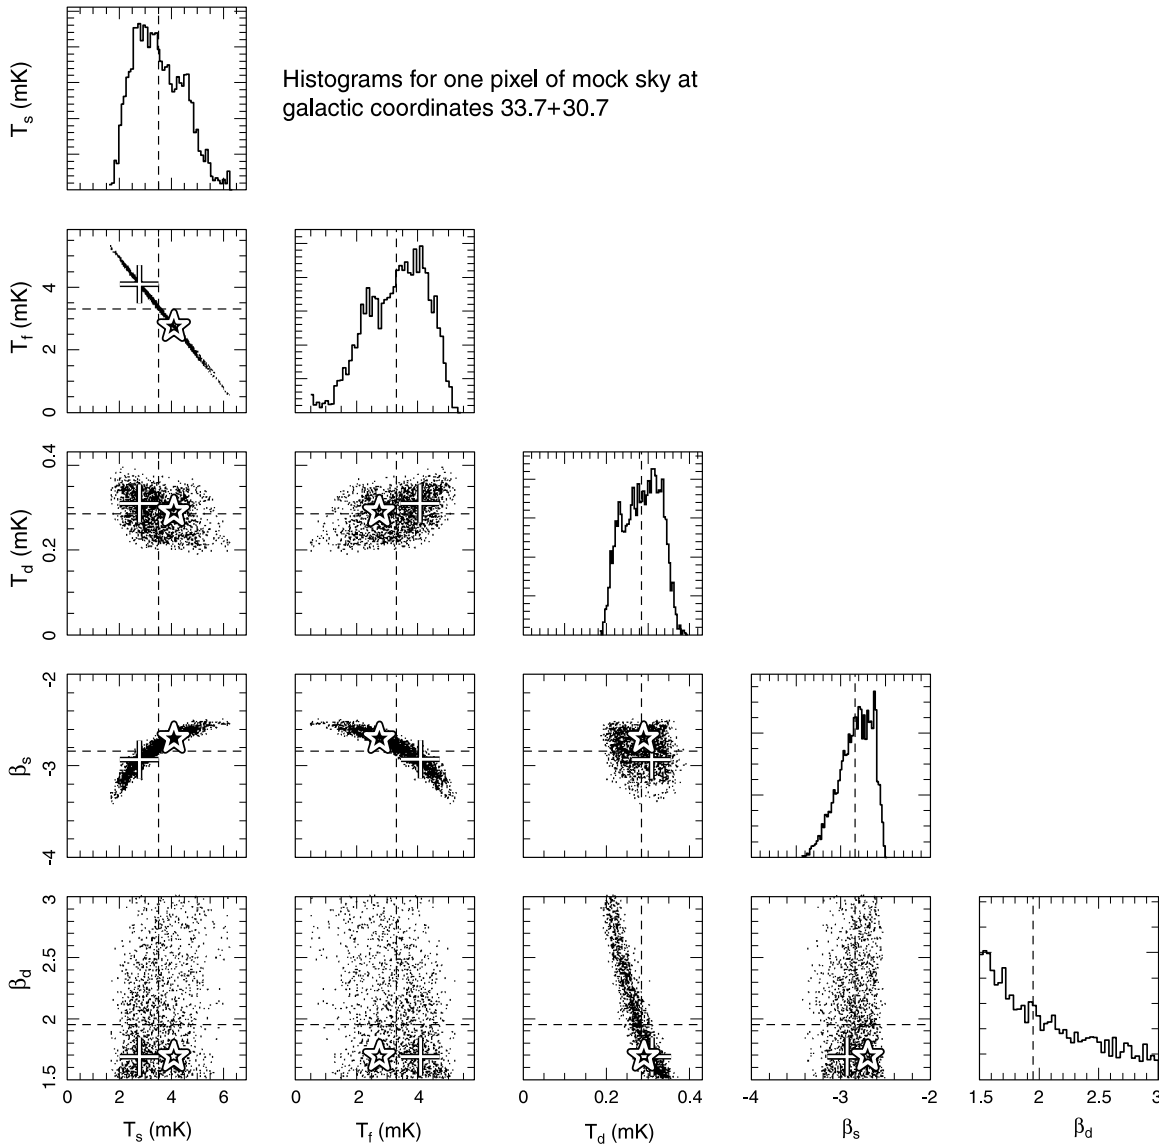 T_s (mK)
Histograms for one pixel of mock sky at
galactic coordinates 33.7+30.7
T_f (mK)
4
2
0
T_d (mK)
0.4
0.2
0
β_s
-2
-3
-4
β_d
3
2.5
2
1.5
0 2 4 6
0 2 4
0 0.2 0.4
-4 -3 -2
1.5 2 2.5 3
T_s (mK)
T_f (mK)
T_d (mK)
β_s
β_d